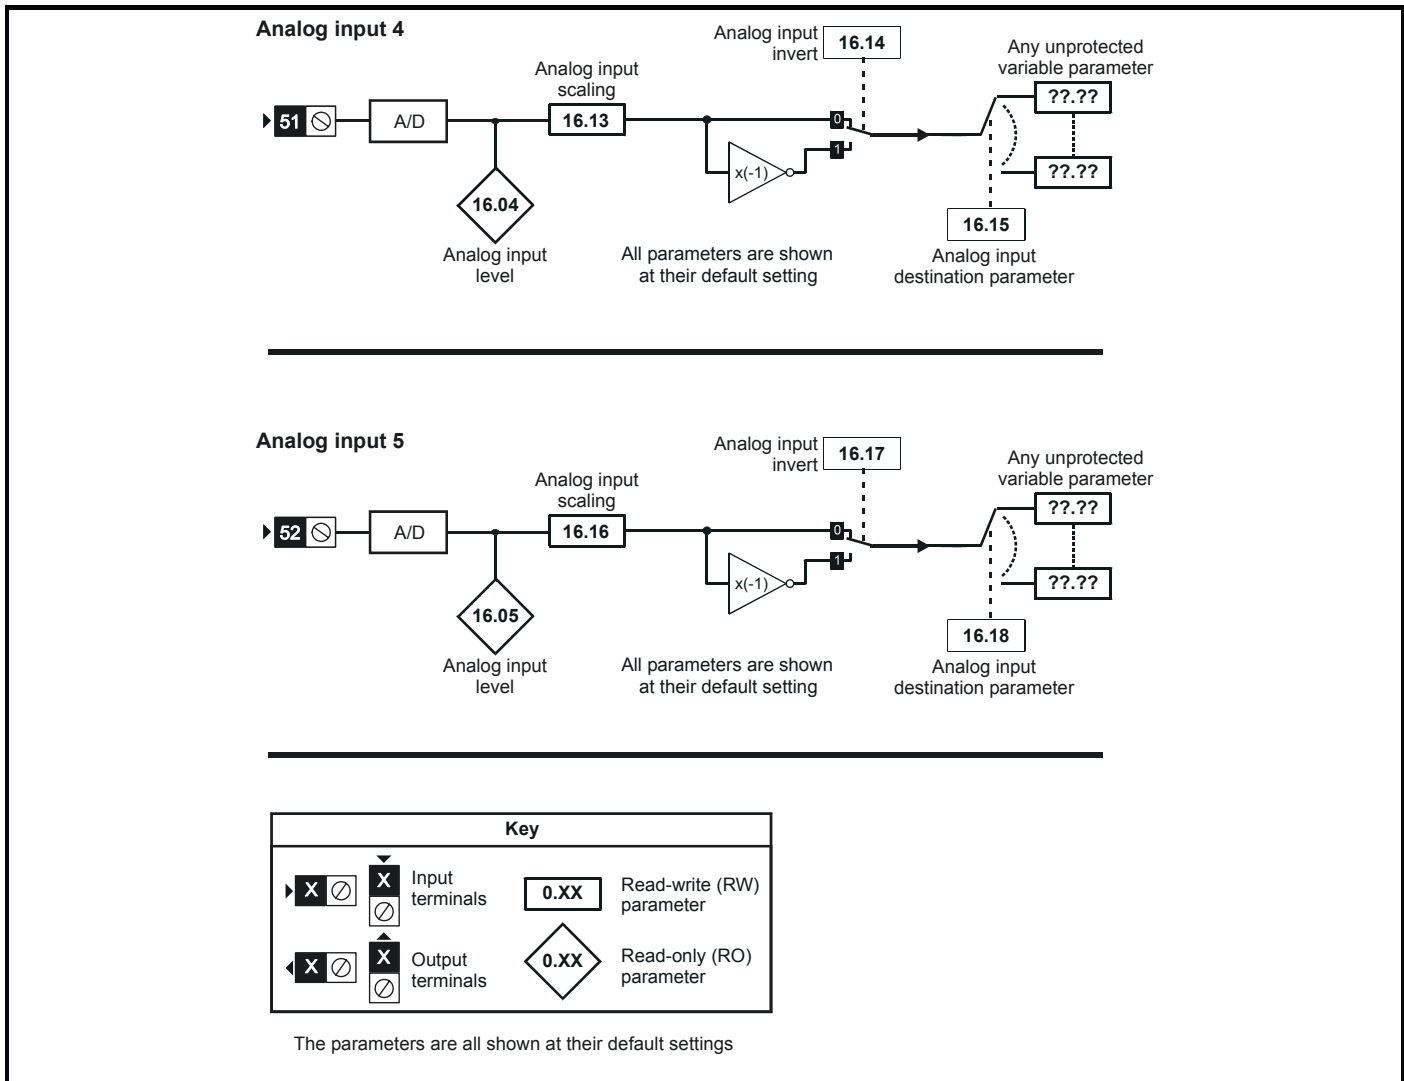 Analog input 4
Analog input
invert
16.14
Any unprotected
variable parameter
Analog input
scaling
??.??
51
A/D
16.13
0
1
x(-1)
??.??
16.04
16.15
Analog input
level
All parameters are shown
at their default setting
Analog input
destination parameter
Analog input 5
Analog input
invert
16.17
Any unprotected
variable parameter
Analog input
scaling
??.??
52
A/D
16.16
0
1
x(-1)
??.??
16.05
16.18
Analog input
level
All parameters are shown
at their default setting
Analog input
destination parameter
Key
X
X
Input
terminals
0.XX
Read-write (RW)
parameter
X
X
Output
terminals
0.XX
Read-only (RO)
parameter
The parameters are all shown at their default settings